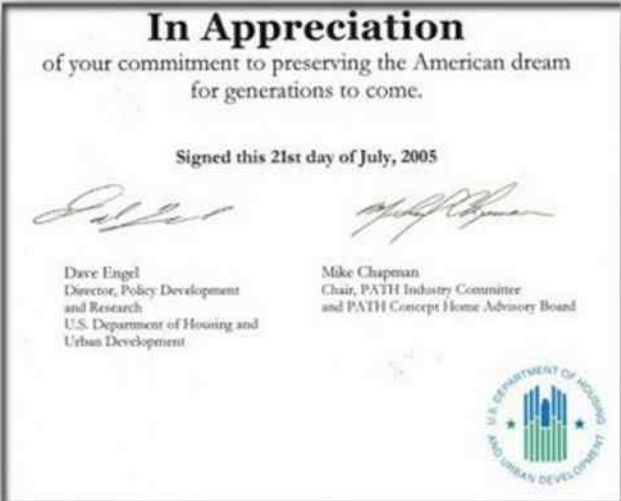 In Appreciation
of your commitment to preserving the American dream
for generations to come.
Signed this 21st day of July, 2005
Dave Engel
Director, Policy Development
and Research
U.S. Department of Housing and
Urban Development
Mike Chapman
Chair, PATH Industry Committee
and PATH Concept Home Advisory Board
U.S. DEPARTMENT OF HOUSING
AND URBAN DEVELOPMENT